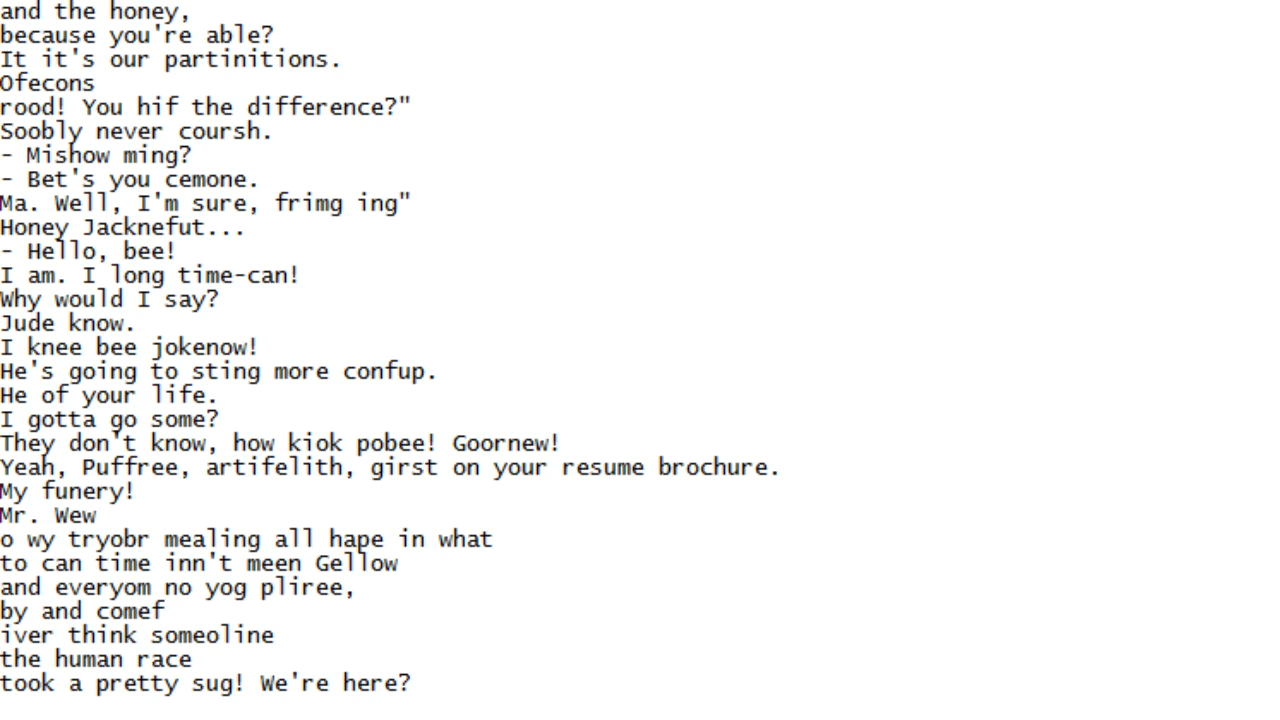 and the honey,
because you're able?
It it's our partinitions.
Ofecons
rood! You hif the difference?"
Soobly never coursh.
- Mishow ming?
- Bet's you cemone.
Ma. Well, I'm sure, frimg ing"
Honey Jacknefut...
- Hello, bee!
I am. I long time-can!
Why would I say?
Jude know.
I knee bee jokenow!
He's going to sting more confup.
He of your life.
I gotta go some?
They don't know, how kiok pobee! Goornew!
Yeah, Puffree, artifelith, girst on your resume brochure.
My funery!
Mr. Wew
o wy tryobr mealing all hape in what
to can time inn't meen Gellow
and everyom no yog pliree,
by and comef
iver think someoline
the human race
took a pretty sug! We're here?